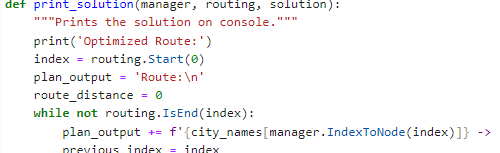 def print_solution(manager, routing, solution):
    """Prints the solution on console."""
    print('Optimized Route:')
    index = routing.Start(0)
    plan_output = 'Route:\n'
    route_distance = 0
    while not routing.IsEnd(index):
        plan_output += f'{city_names[manager.IndexToNode(index)]} ->
        previous_index = index